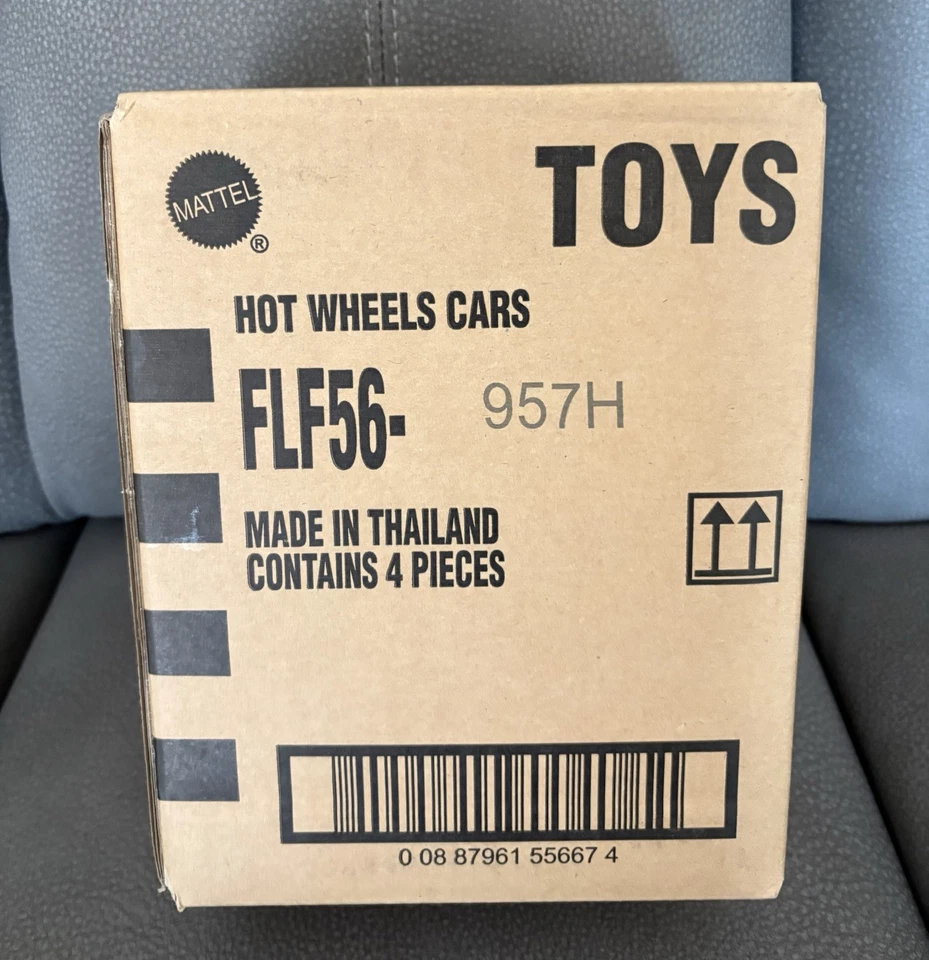 MATTEL
®
TOYS
HOT WHEELS CARS
FLF56- 957H
MADE IN THAILAND
CONTAINS 4 PIECES
0 08 87961 55667 4